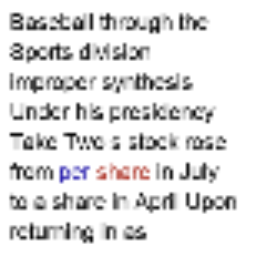 Baseball through the
Sports division
improper synthesis
Under his presidency
Take Two s stock rose
from per share in July
to a share in April Upon
returning in as